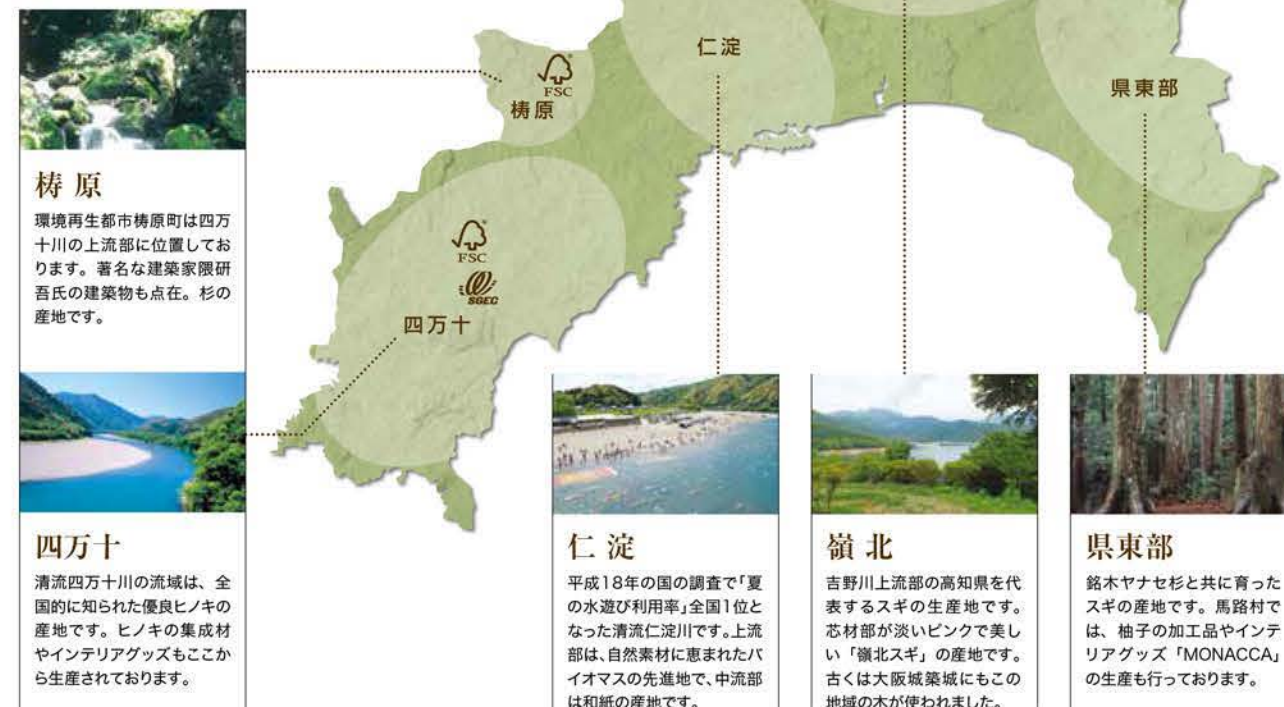 仁淀
県東部
FSC
梼原
FSC
SGEC
四万十
梼原
環境再生都市梼原町は四万
十川の上流部に位置してお
ります。著名な建築家隈研
吾氏の建築物も点在。杉の
産地です。
四万十
清流四万十川の流域は、全
国的に知られた優良ヒノキの
産地です。ヒノキの集成材
やインテリアグッズもここか
ら生産されております。
仁淀
平成18年の国の調査で「夏
の水遊び利用率」全国1位と
なった清流仁淀川です。上流
部は、自然素材に恵まれたバ
イオマスの先進地で、中流部
は和紙の産地です。
嶺北
吉野川上流部の高知県を代
表するスギの生産地です。
芯材部が淡いピンクで美し
い「嶺北スギ」の産地です。
古くは大阪城築城にもこの
地域の木が使われました。
県東部
銘木ヤナセ杉と共に育った
スギの産地です。馬路村で
は、柚子の加工品やインテ
リアグッズ「MONACCA」
の生産も行っております。